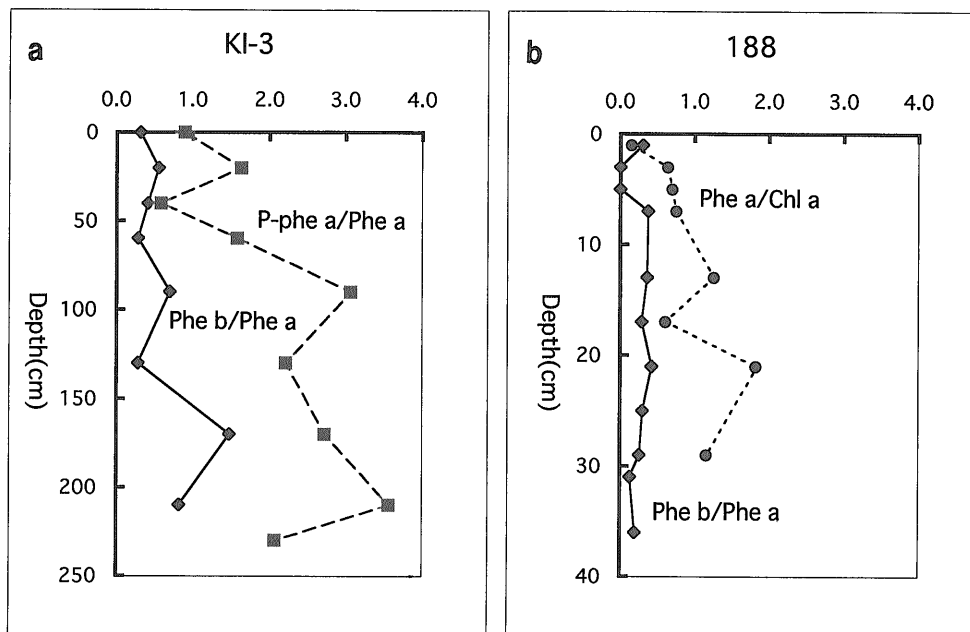 a
KI-3
0.0 1.0 2.0 3.0 4.0
0
50
100
150
200
250
Depth(cm)
P-phe a/Phe a
Phe b/Phe a
b
188
0.0 1.0 2.0 3.0 4.0
0
10
20
30
40
Depth(cm)
Phe a/Chl a
Phe b/Phe a